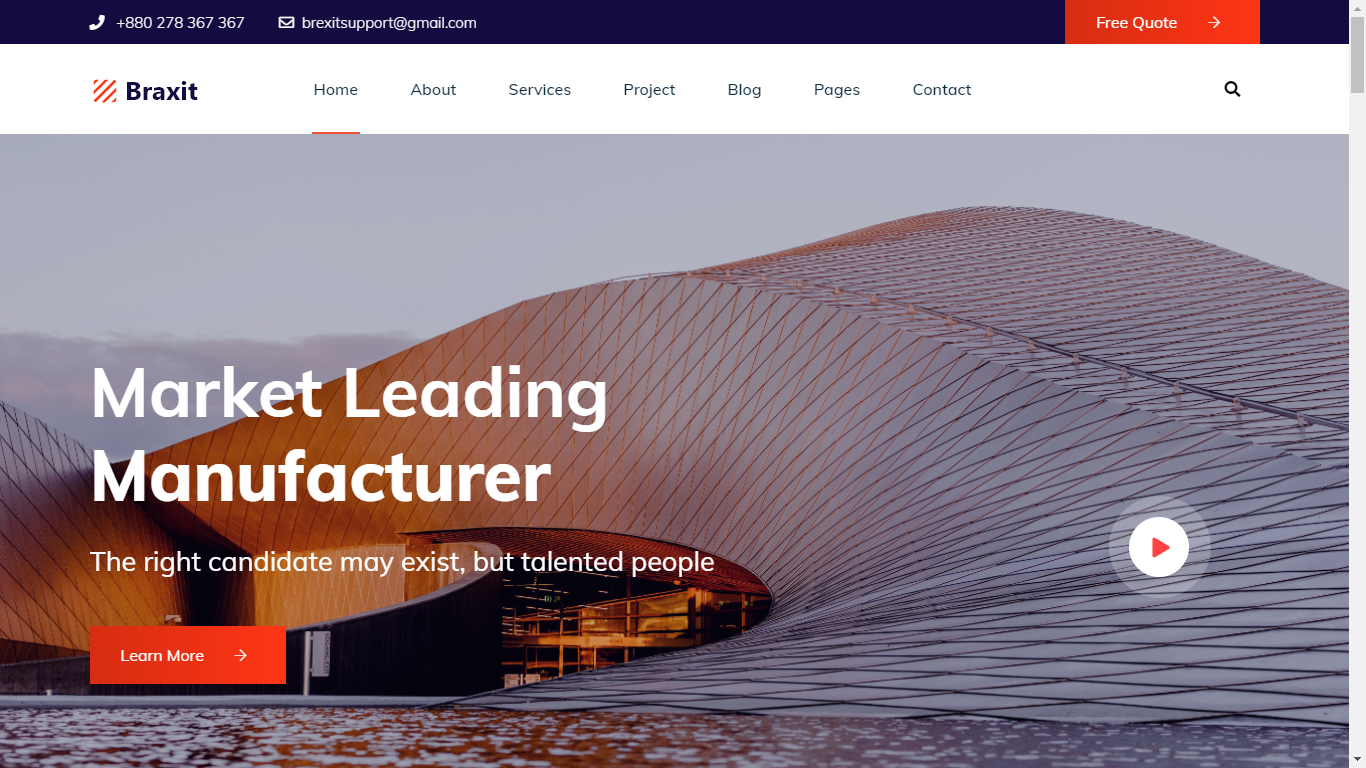 +880 278 367 367
brexitsupport@gmail.com
Free Quote
Braxit
Home
About
Services
Project
Blog
Pages
Contact
Market Leading
Manufacturer
The right candidate may exist, but talented people
Learn More